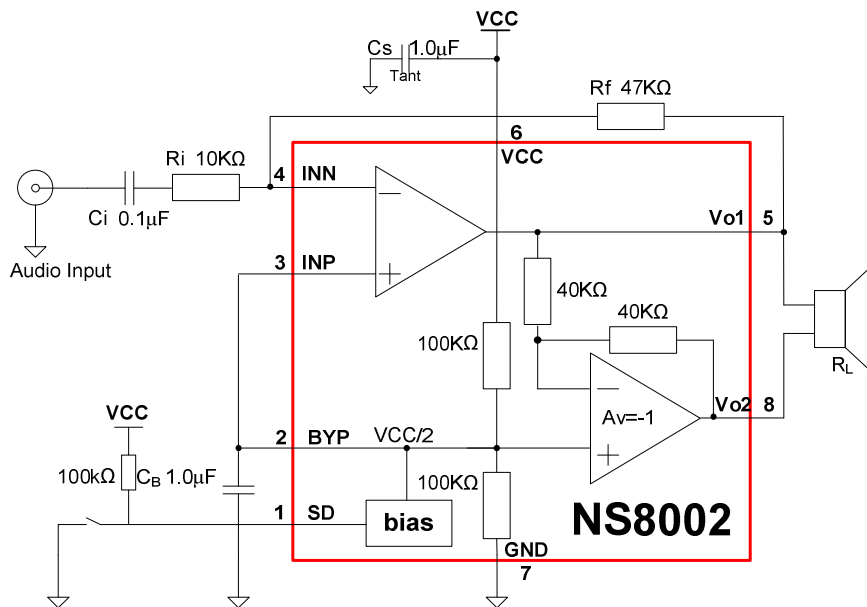 VCC
Cs 1.0μF
Tant
Rf 47KΩ
6
VCC
Ri 10KΩ
4 INN
Ci 0.1μF
Audio Input
3 INP
Vo1 5
40KΩ
40KΩ
100KΩ
RL
Av=-1
Vo2 8
VCC
2 BYP VCC/2
100kΩ
CB 1.0μF
100KΩ
1 SD
bias
NS8002
GND
7